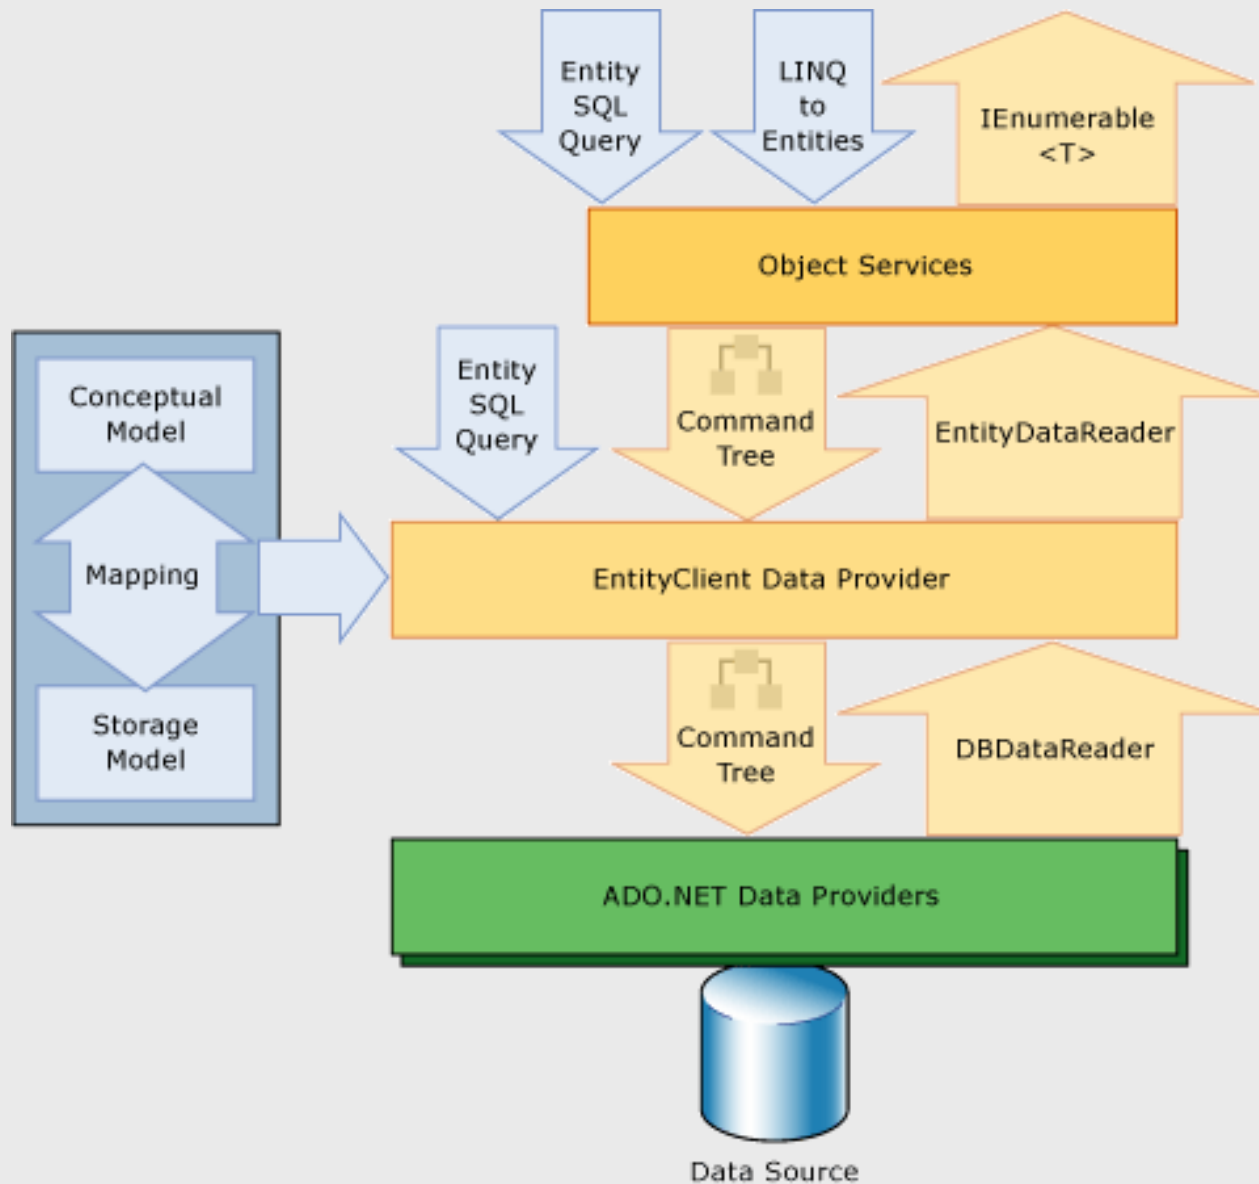 Entity
SQL
Query
LINQ
to
Entities
IEnumerable
<T>
Object Services
Conceptual
Model
Mapping
Storage
Model
Entity
SQL
Query
Command
Tree
EntityDataReader
EntityClient Data Provider
Command
Tree
DBDataReader
ADO.NET Data Providers
Data Source